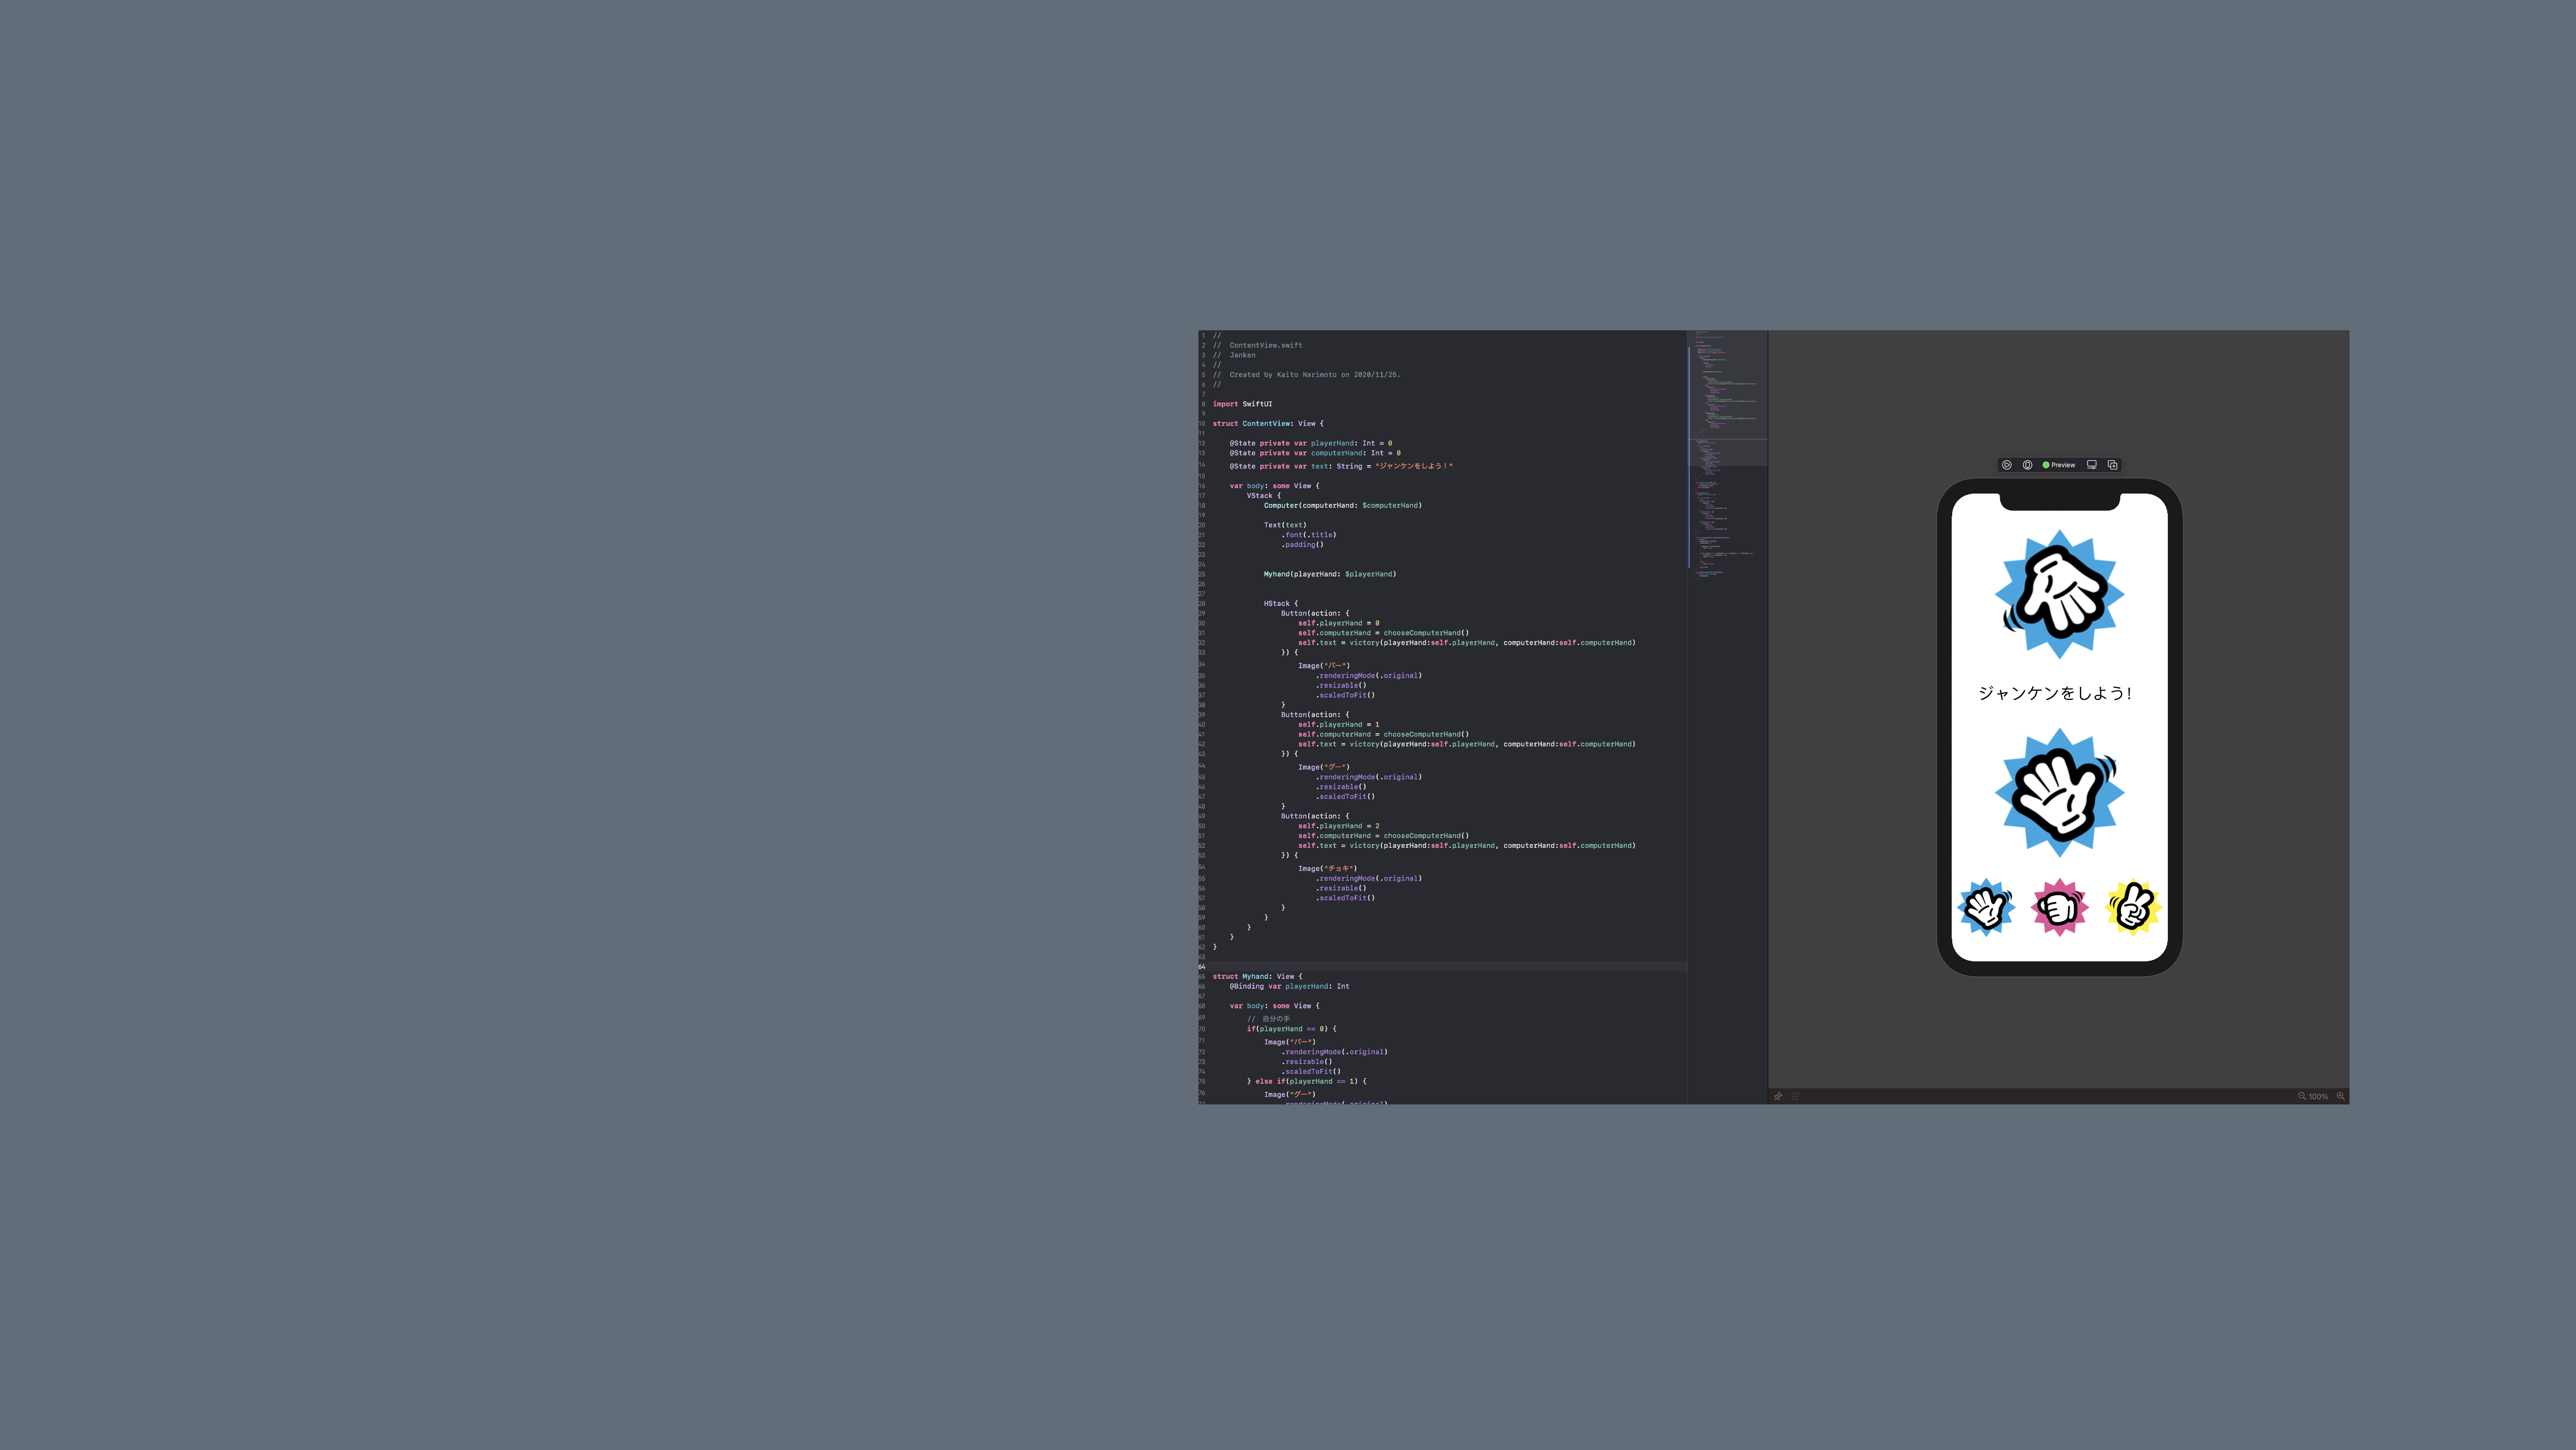 1 //
2 //  ContentView.swift
3 //  Janken
4 //
5 //  Created by Kaito Narimoto on 2020/11/25.
6 //
7
8 import SwiftUI
9
10 struct ContentView: View {
11
12     @State private var playerHand: Int = 0
13     @State private var computerHand: Int = 0
14     @State private var text: String = "ジャンケンをしよう！"
15
16     var body: some View {
17         VStack {
18             Computer(computerHand: $computerHand)
19
20             Text(text)
21                 .font(.title)
22                 .padding()
23
24
25             Myhand(playerHand: $playerHand)
26
27
28             HStack {
29                 Button(action: {
30                     self.playerHand = 0
31                     self.computerHand = chooseComputerHand()
32                     self.text = victory(playerHand:self.playerHand, computerHand:self.computerHand)
33                 }) {
34                     Image("パー")
35                         .renderingMode(.original)
36                         .resizable()
37                         .scaledToFit()
38                 }
39                 Button(action: {
40                     self.playerHand = 1
41                     self.computerHand = chooseComputerHand()
42                     self.text = victory(playerHand:self.playerHand, computerHand:self.computerHand)
43                 }) {
44                     Image("グー")
45                         .renderingMode(.original)
46                         .resizable()
47                         .scaledToFit()
48                 }
49                 Button(action: {
50                     self.playerHand = 2
51                     self.computerHand = chooseComputerHand()
52                     self.text = victory(playerHand:self.playerHand, computerHand:self.computerHand)
53                 }) {
54                     Image("チョキ")
55                         .renderingMode(.original)
56                         .resizable()
57                         .scaledToFit()
58                 }
59             }
60         }
61     }
62 }
63
64
65 struct Myhand: View {
66     @Binding var playerHand: Int
67
68     var body: some View {
69         //  自分の手
70         if(playerHand == 0) {
71             Image("パー")
72                 .renderingMode(.original)
73                 .resizable()
74                 .scaledToFit()
75         } else if(playerHand == 1) {
76             Image("グー")
Preview
ジャンケンをしよう！
100%